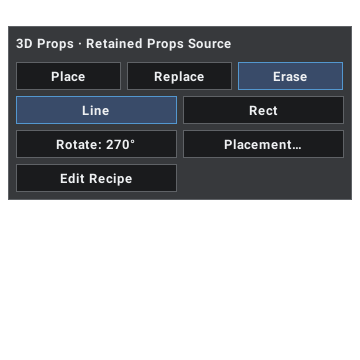 3D Props · Retained Props Source
Place Replace Erase
Line Rect
Rotate: 270° Placement...
Edit Recipe